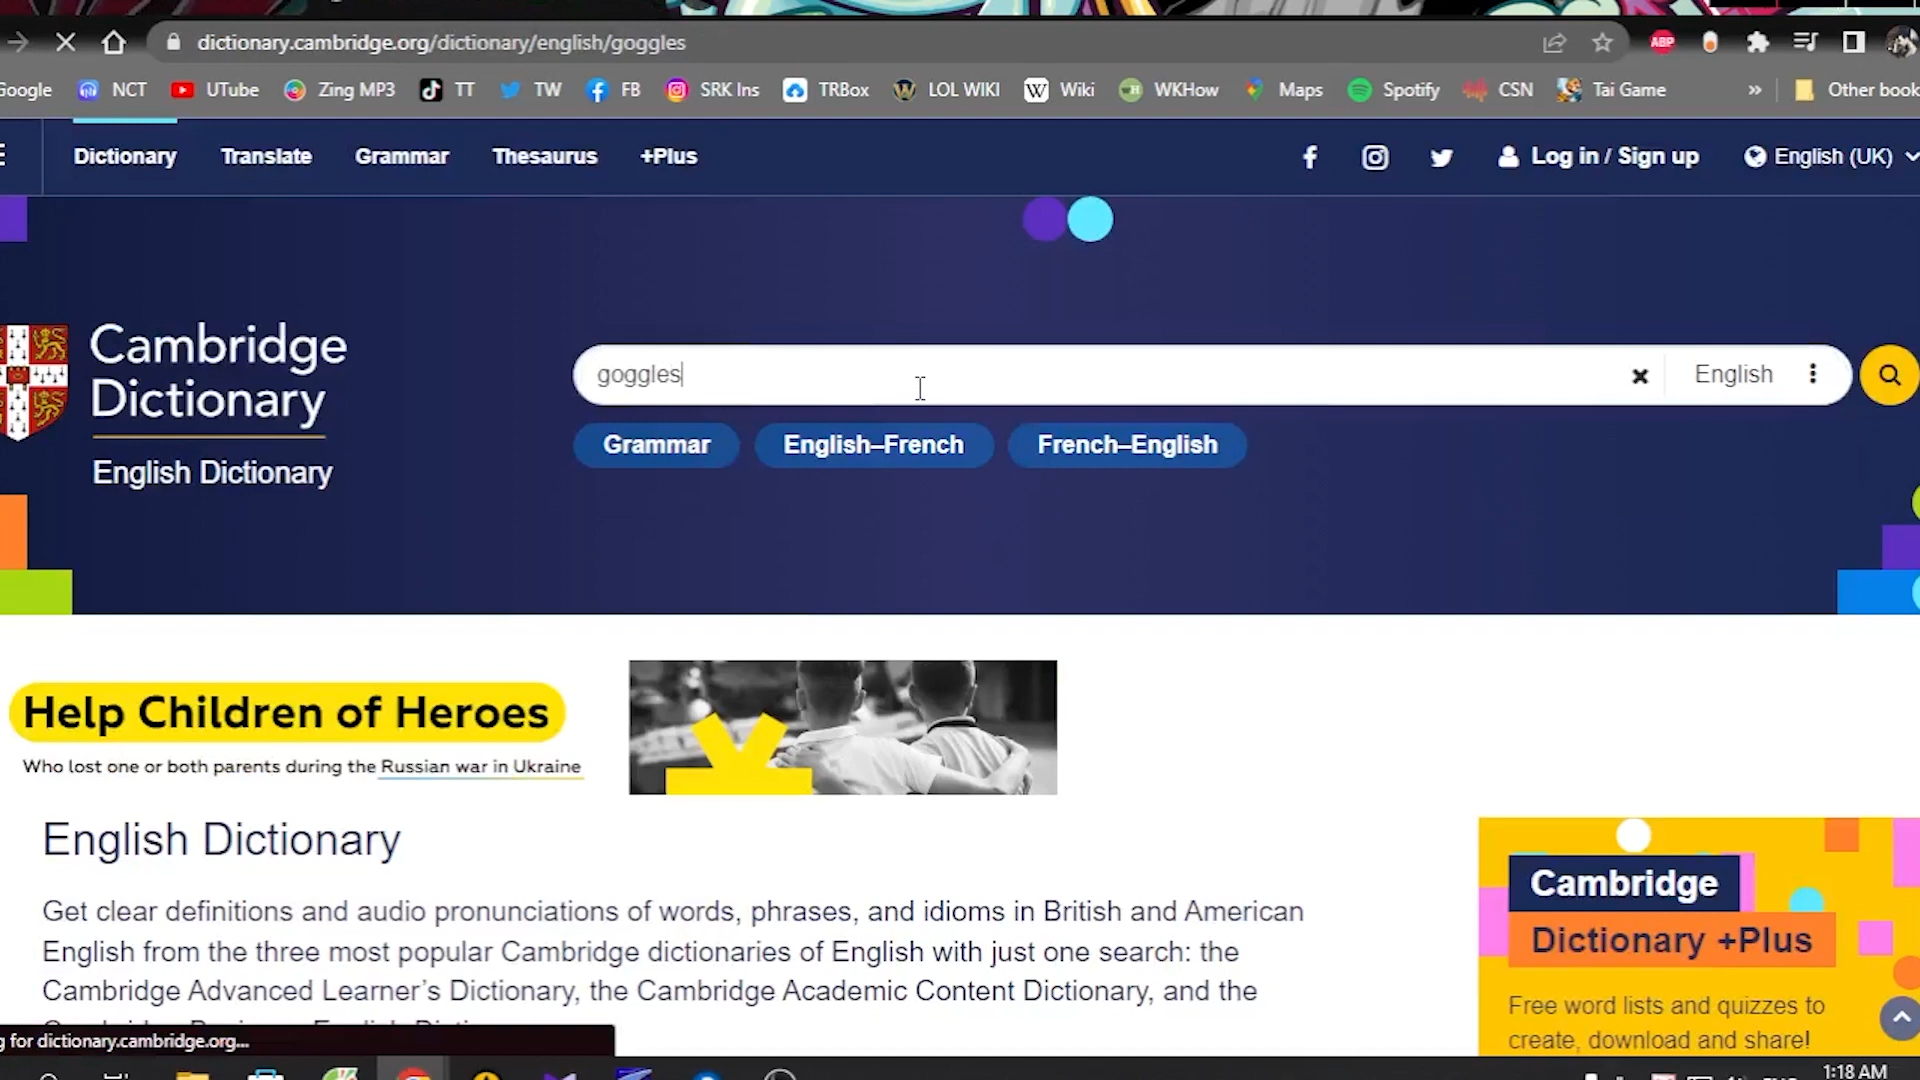 dictionary.cambridge.org/dictionary/english/goggles
ABP
Google NCT UTube Zing MP3 TT TW FB SRK Ins TRBox LOL WIKI Wiki WKHow Maps Spotify CSN Tai Game » Other book
Dictionary Translate Grammar Thesaurus +Plus Log in / Sign up English (UK)
Cambridge
Dictionary
English Dictionary
goggles English
Grammar English–French French–English
Help Children of Heroes
Who lost one or both parents during the Russian war in Ukraine
English Dictionary
Get clear definitions and audio pronunciations of words, phrases, and idioms in British and American
English from the three most popular Cambridge dictionaries of English with just one search: the
Cambridge Advanced Learner's Dictionary, the Cambridge Academic Content Dictionary, and the
Cambridge
Dictionary +Plus
Free word lists and quizzes to
create, download and share!
g for dictionary.cambridge.org...
1:18 AM